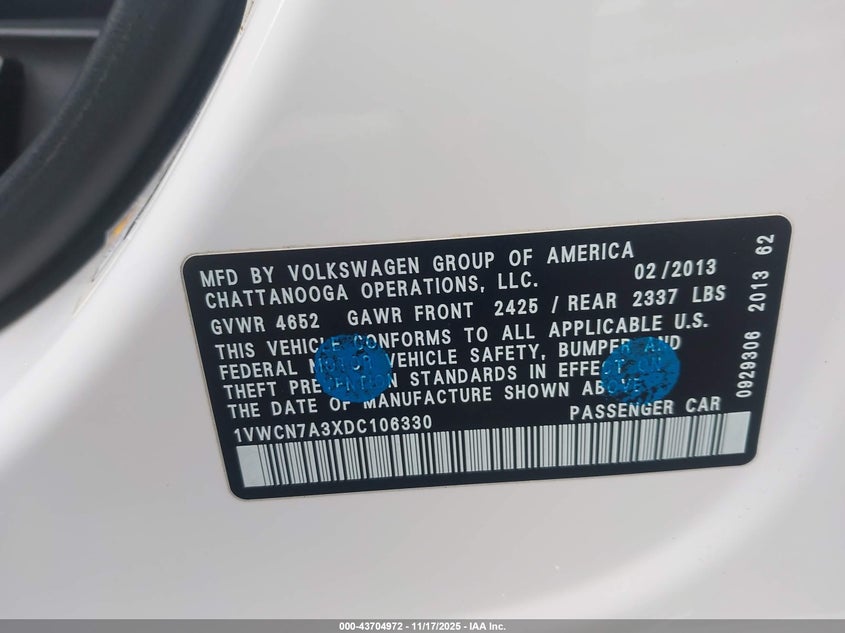 MFD BY VOLKSWAGEN GROUP OF AMERICA 02/2013
CHATTANOOGA OPERATIONS, LLC.
GVWR 4652 GAWR FRONT 2425 / REAR 2337 LBS
THIS VEHICLE CONFORMS TO ALL APPLICABLE U.S.
FEDERAL MOTOR VEHICLE SAFETY, BUMPER AND
THEFT PREVENTION STANDARDS IN EFFECT ON
THE DATE OF MANUFACTURE SHOWN ABOVE.
1VWCN7A3XDC106330 PASSENGER CAR
0929306 2013 62
000-43704972 - 11/17/2025 - IAA Inc.